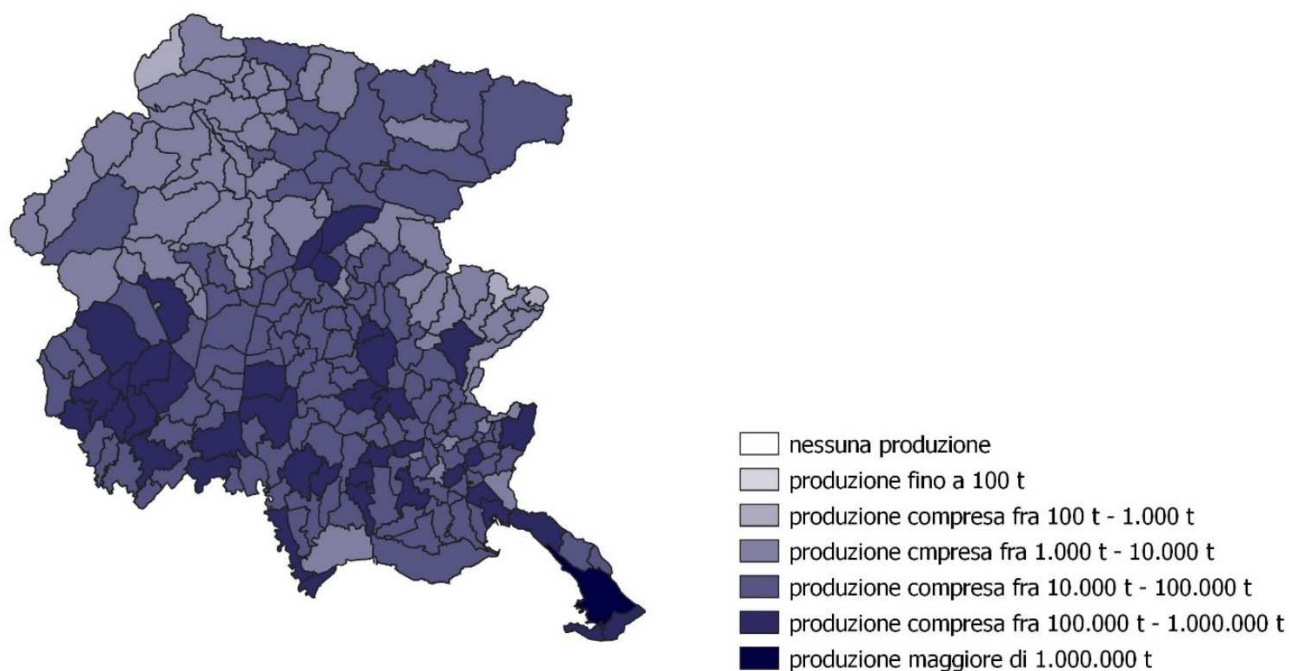 nessuna produzione
produzione fino a 100 t
produzione compresa fra 100 t - 1.000 t
produzione cmpresa fra 1.000 t - 10.000 t
produzione compresa fra 10.000 t - 100.000 t
produzione compresa fra 100.000 t - 1.000.000 t
produzione maggiore di 1.000.000 t